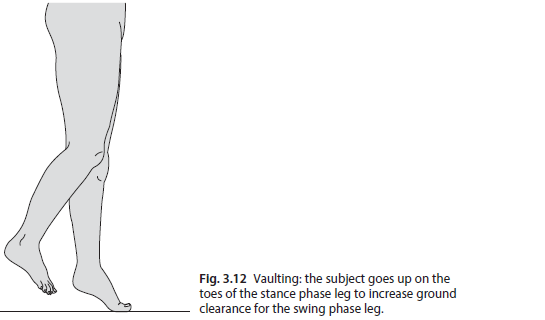 Fig. 3.12 Vaulting: the subject goes up on the
toes of the stance phase leg to increase ground
clearance for the swing phase leg.